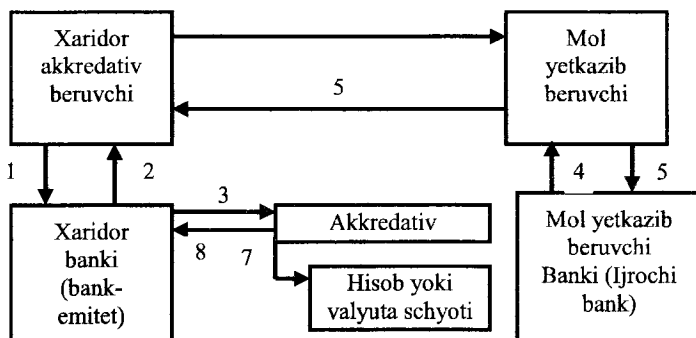 Xaridor
akkredativ
beruvchi
Mol
yetkazib
beruvchi
5
1
2
4
5
3
8
7
Xaridor
banki
(bank-
emitet)
Akkredativ
Hisob yoki
valyuta schyoti
Mol yetkazib
beruvchi
Banki (Ijrochi
bank)